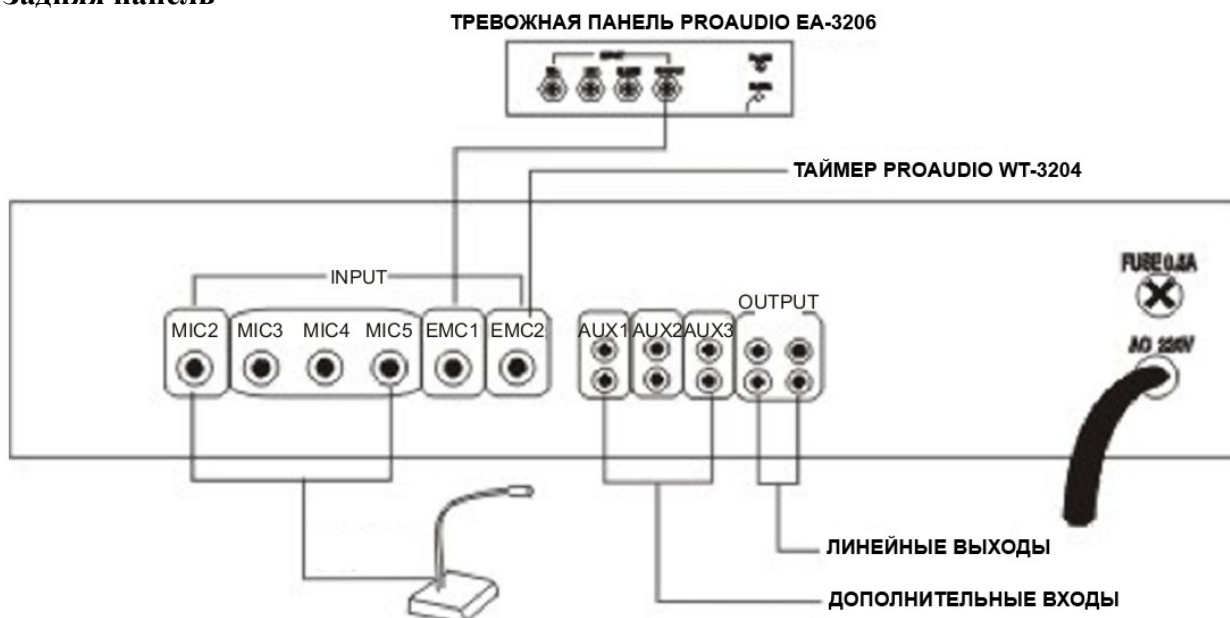 Задняя панель
ТРЕВОЖНАЯ ПАНЕЛЬ PROAUDIO EA-3206
ТАЙМЕР PROAUDIO WT-3204
INPUT
MIC2 MIC3 MIC4 MIC5 EMC1 EMC2
AUX1 AUX2 AUX3
OUTPUT
FUSE 0.8A
AC 220V
ЛИНЕЙНЫЕ ВЫХОДЫ
ДОПОЛНИТЕЛЬНЫЕ ВХОДЫ